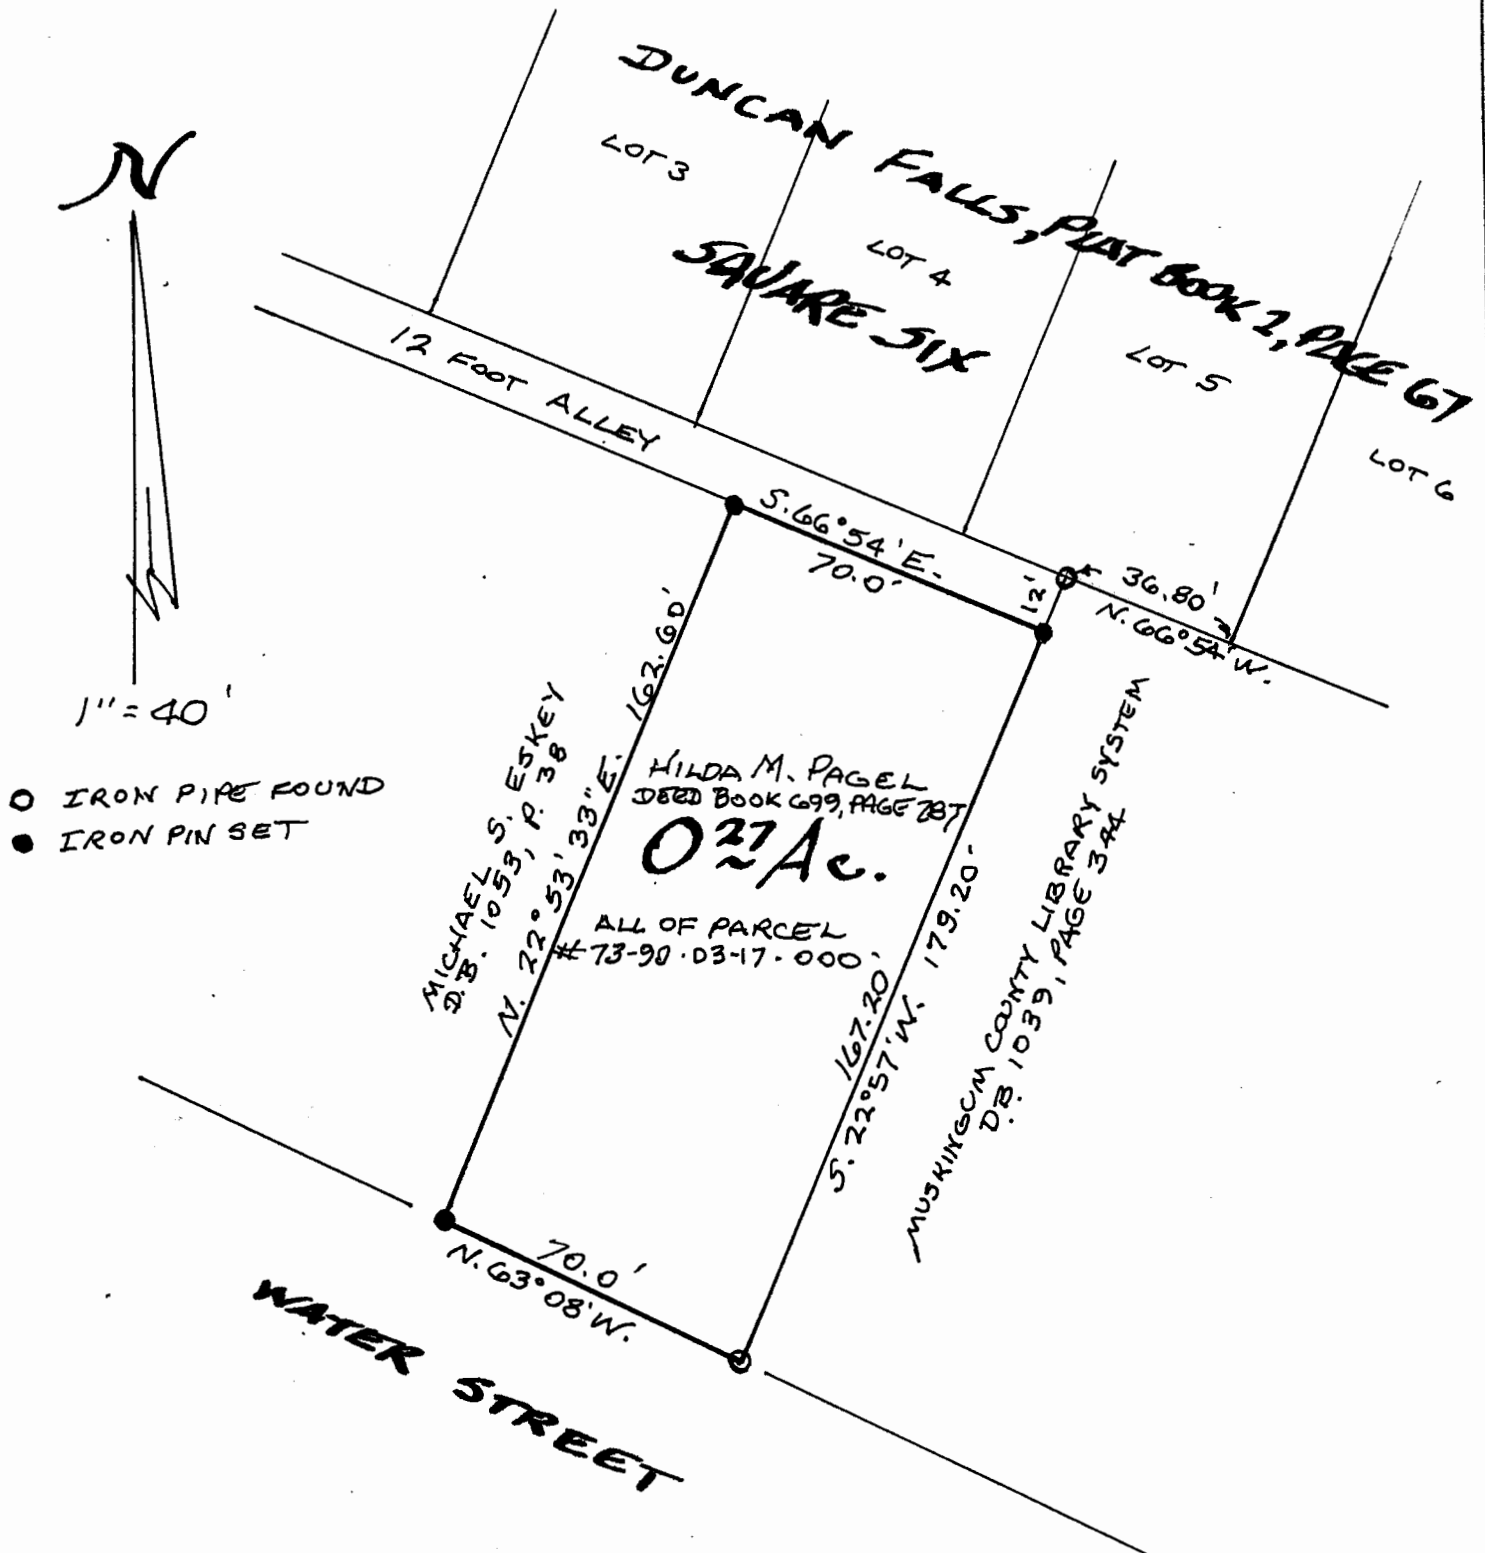 DUNCAN FALLS, PLAT BOOK 1, PAGE 67
LOT 3
LOT 4
SQUARE SIX
LOT 5
LOT 6
N
12 FOOT ALLEY
S. 66° 54' E.
70.0'
12'
36.80'
N. 66° 54' W.
1" = 40'
IRON PIPE FOUND
IRON PIN SET
MICHAEL S. ESKEY
D.B. 1053, P. 38
N. 22° 53' 33" E. 162.60'
HILDA M. PAGEL
DEED BOOK 699, PAGE
0.27 Ac.
ALL OF PARCEL
#73-90-03-17-000
167.20'
S. 22° 57' W. 179.20'
MUSKINGUM COUNTY LIBRARY SYSTEM
D.B. 1039, PAGE 344
70.0'
N. 63° 08' W.
WATER STREET